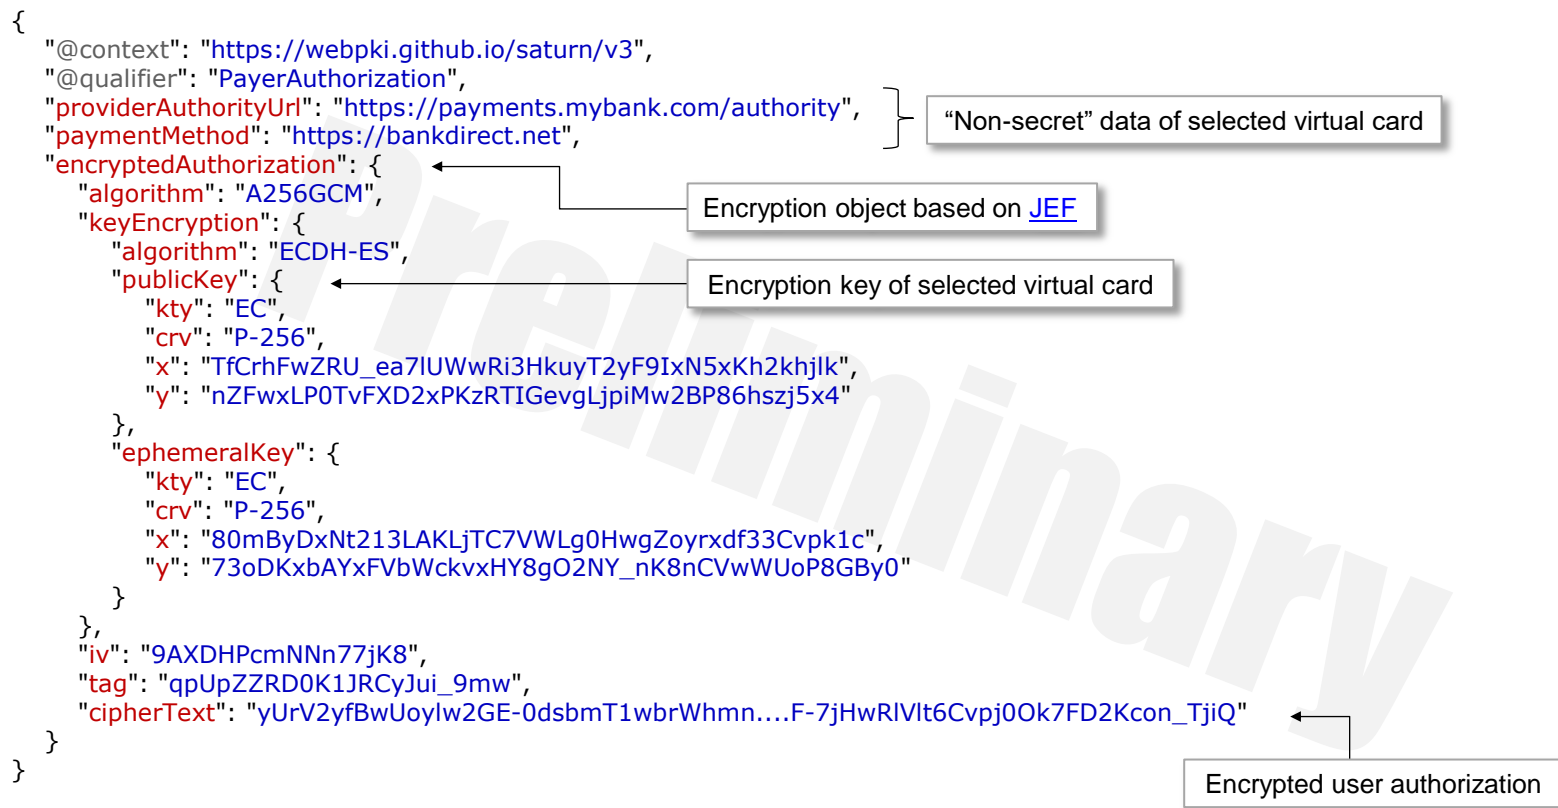 {
"@context": "https://webpki.github.io/saturn/v3",
"@qualifier": "PayerAuthorization",
"providerAuthorityUrl": "https://payments.mybank.com/authority",
"paymentMethod": "https://bankdirect.net",
“Non-secret” data of selected virtual card
"encryptedAuthorization": {
"algorithm": "A256GCM",
Encryption object based on JEF
"keyEncryption": {
"algorithm": "ECDH-ES",
"publicKey": {
Encryption key of selected virtual card
"kty": "EC",
"crv": "P-256",
"x": "TfCrhFwZRU_ea7lUWwRi3HkuyT2yF9IxN5xKh2khjlk",
"y": "nZFwxLP0TvFXD2xPKzRTIGevgLjpiMw2BP86hszj5x4"
},
"ephemeralKey": {
"kty": "EC",
"crv": "P-256",
"x": "80mByDxNt213LAKLjTC7VWLg0HwgZoyrxdf33Cvpk1c",
"y": "73oDKxbAYxFVbWckvxHY8gO2NY_nK8nCVwWUoP8GBy0"
}
},
"iv": "9AXDHPcmNNn77jK8",
"tag": "qpUpZZRD0K1JRCyJui_9mw",
"cipherText": "yUrV2yfBwUoylw2GE-0dsbmT1wbrWhmn....F-7jHwRlVlt6Cvpj0Ok7FD2Kcon_TjiQ"
}
}
Encrypted user authorization
Preliminary